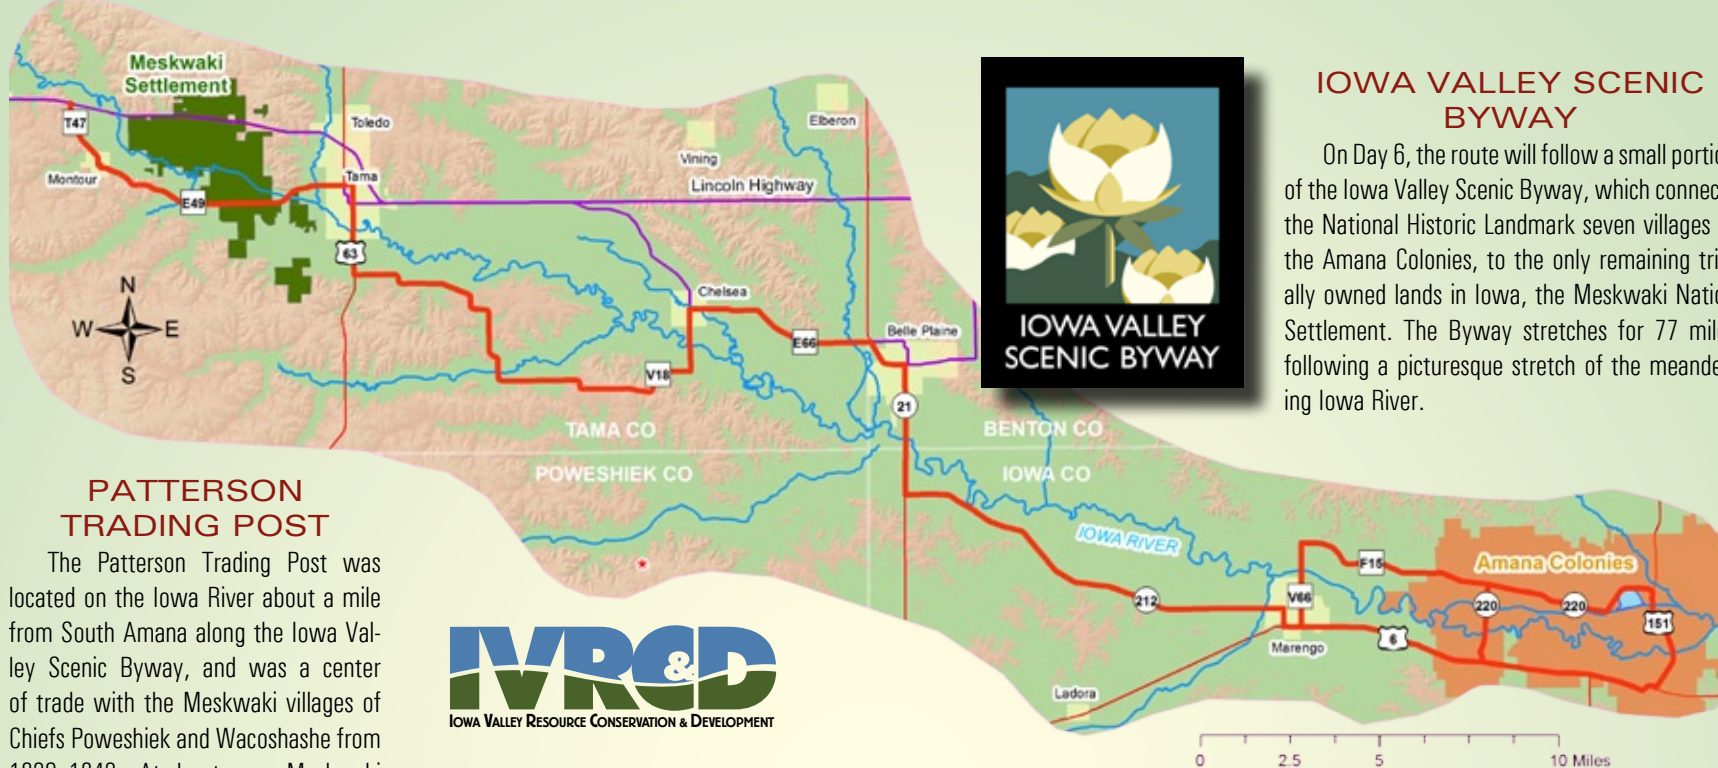 Meskwaki
Settlement
T47
Montour
E49
Toledo
Tama
63
Vining
Lincoln Highway
Elberon
Chelsea
V18
E66
Belle Plaine
21
N
W E
S
TAMA CO
BENTON CO
POWESHIEK CO
IOWA CO
IOWA RIVER
212
V66
F15
Marengo
6
Ladora
Amana Colonies
220
220
151
0 2.5 5 10 Miles
IOWA VALLEY
SCENIC BYWAY
IOWA VALLEY SCENIC
BYWAY
On Day 6, the route will follow a small portio
of the Iowa Valley Scenic Byway, which connec
the National Historic Landmark seven villages
the Amana Colonies, to the only remaining tri
ally owned lands in Iowa, the Meskwaki Natio
Settlement. The Byway stretches for 77 mil
following a picturesque stretch of the meande
ing Iowa River.
PATTERSON
TRADING POST
The Patterson Trading Post was
located on the Iowa River about a mile
from South Amana along the Iowa Val-
ley Scenic Byway, and was a center
of trade with the Meskwaki villages of
Chiefs Poweshiek and Wacoshashe from
IVRC&D
IOWA VALLEY RESOURCE CONSERVATION & DEVELOPMENT